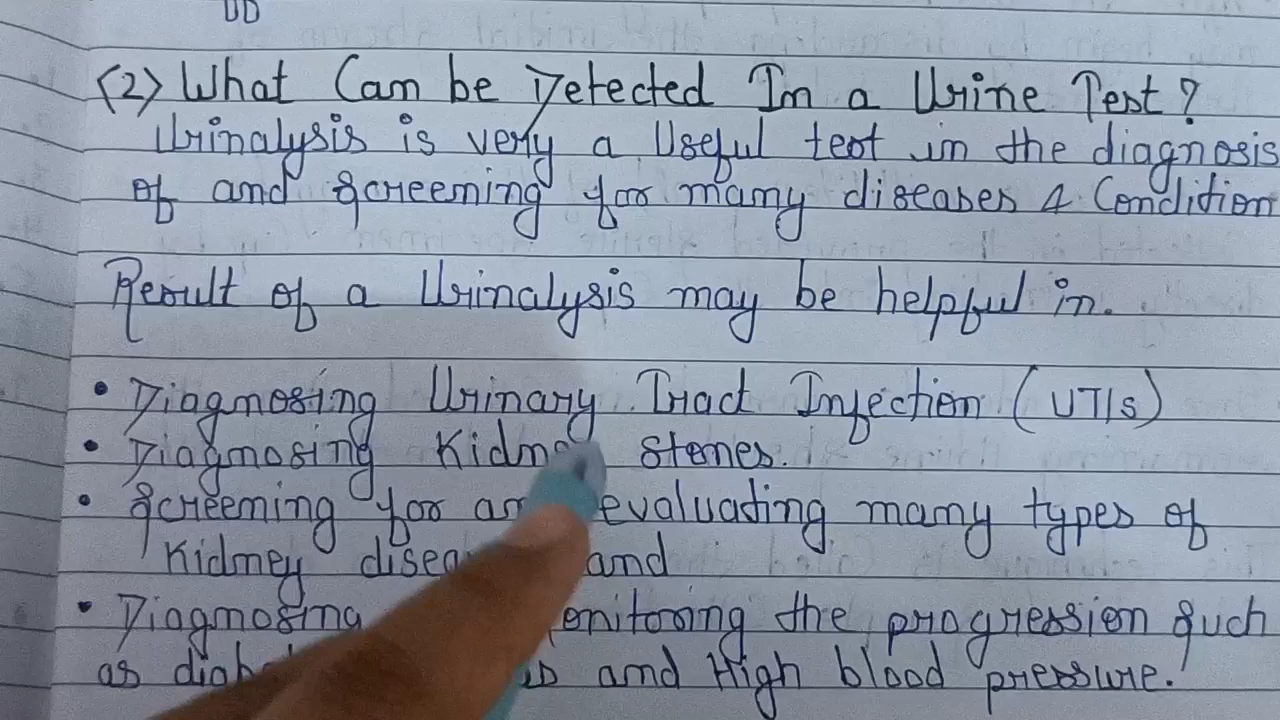 (2) What Can be Detected In a Urine Test?
Urinalysis is very a Useful test in the diagnosis
of and screening for many diseases & Condition
Result of a Urinalysis may be helpful in.
• Diagnosing Urinary Tract Infection (UTIs)
• Diagnosing stones.
• Screening for evaluating many types of
Kidney and
• Diagnosing the progression such
as and High blood pressure.